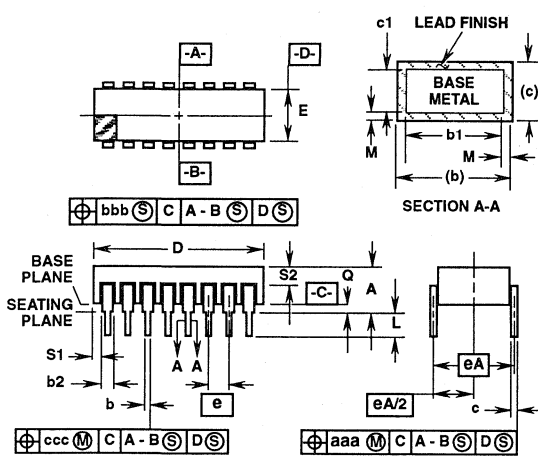 c1
LEAD FINISH
-A-
-D-
BASE
METAL
(c)
E
b1
M
M
-B-
(b)
SECTION A-A
⌖ bbb Ⓢ C A - B Ⓢ D Ⓢ
D
BASE
PLANE
S2
Q
A
-C-
SEATING
PLANE
L
S1
A A
eA
b2
e
eA/2
b
c
⌖ ccc Ⓜ C A - B Ⓢ D Ⓢ
⌖ aaa Ⓜ C A - B Ⓢ D Ⓢ